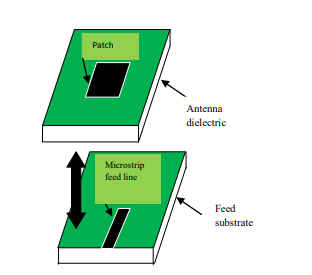 Patch
Antenna
dielectric
Microstrip
feed line
Feed
substrate